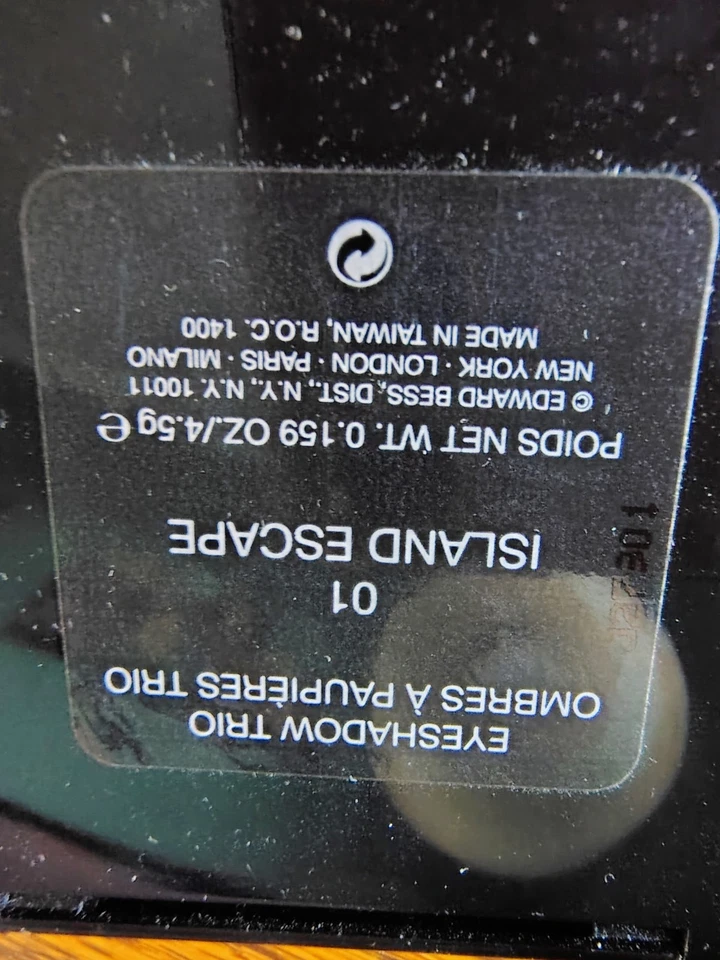 EYESHADOW TRIO
OMBRES À PAUPIÈRES TRIO
01
ISLAND ESCAPE
POIDS NET WT. 0.159 OZ./4.5g ℮
© EDWARD BESS, DIST., N.Y., N.Y. 10011
NEW YORK · LONDON · PARIS · MILANO
MADE IN TAIWAN, R.O.C. 1400